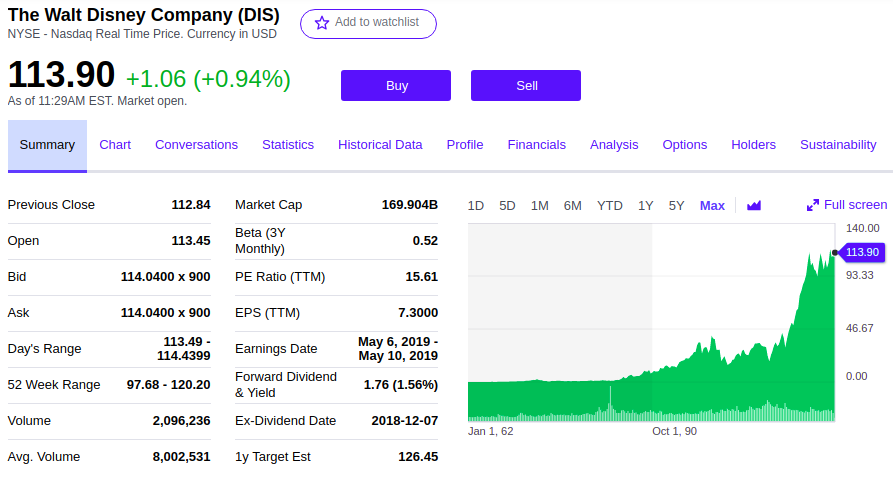 The Walt Disney Company (DIS)
Add to watchlist
NYSE - Nasdaq Real Time Price. Currency in USD
113.90 +1.06 (+0.94%)
As of 11:29AM EST. Market open.
Buy
Sell
Summary Chart Conversations Statistics Historical Data Profile Financials Analysis Options Holders Sustainability
Previous Close 112.84
Open 113.45
Bid 114.0400 x 900
Ask 114.0400 x 900
Day's Range 113.49 -
114.4399
52 Week Range 97.68 - 120.20
Volume 2,096,236
Avg. Volume 8,002,531
Market Cap 169.904B
Beta (3Y
Monthly) 0.52
PE Ratio (TTM) 15.61
EPS (TTM) 7.3000
Earnings Date May 6, 2019 -
May 10, 2019
Forward Dividend
& Yield 1.76 (1.56%)
Ex-Dividend Date 2018-12-07
1y Target Est 126.45
1D 5D 1M 6M YTD 1Y 5Y Max Full screen
140.00
113.90
93.33
46.67
0.00
Jan 1, 62 Oct 1, 90